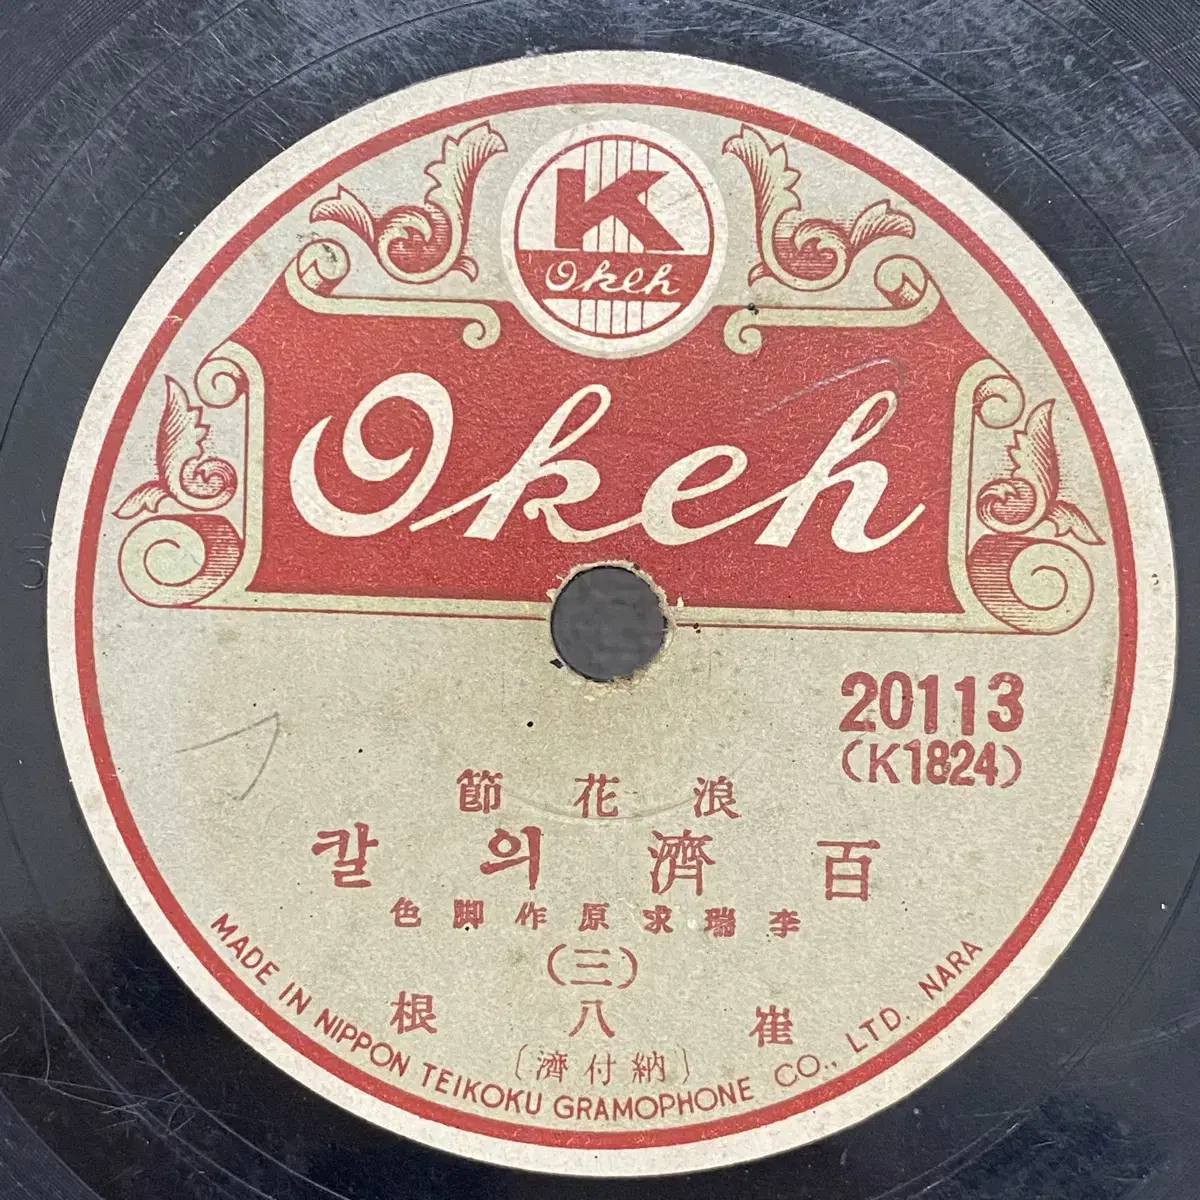 K
Okeh
Okeh
20113
(K1824)
浪花節
百濟의칼
李瑞求原作脚色
(三)
崔八根
〔納付濟〕
MADE IN NIPPON TEIKOKU GRAMOPHONE CO., LTD. NARA